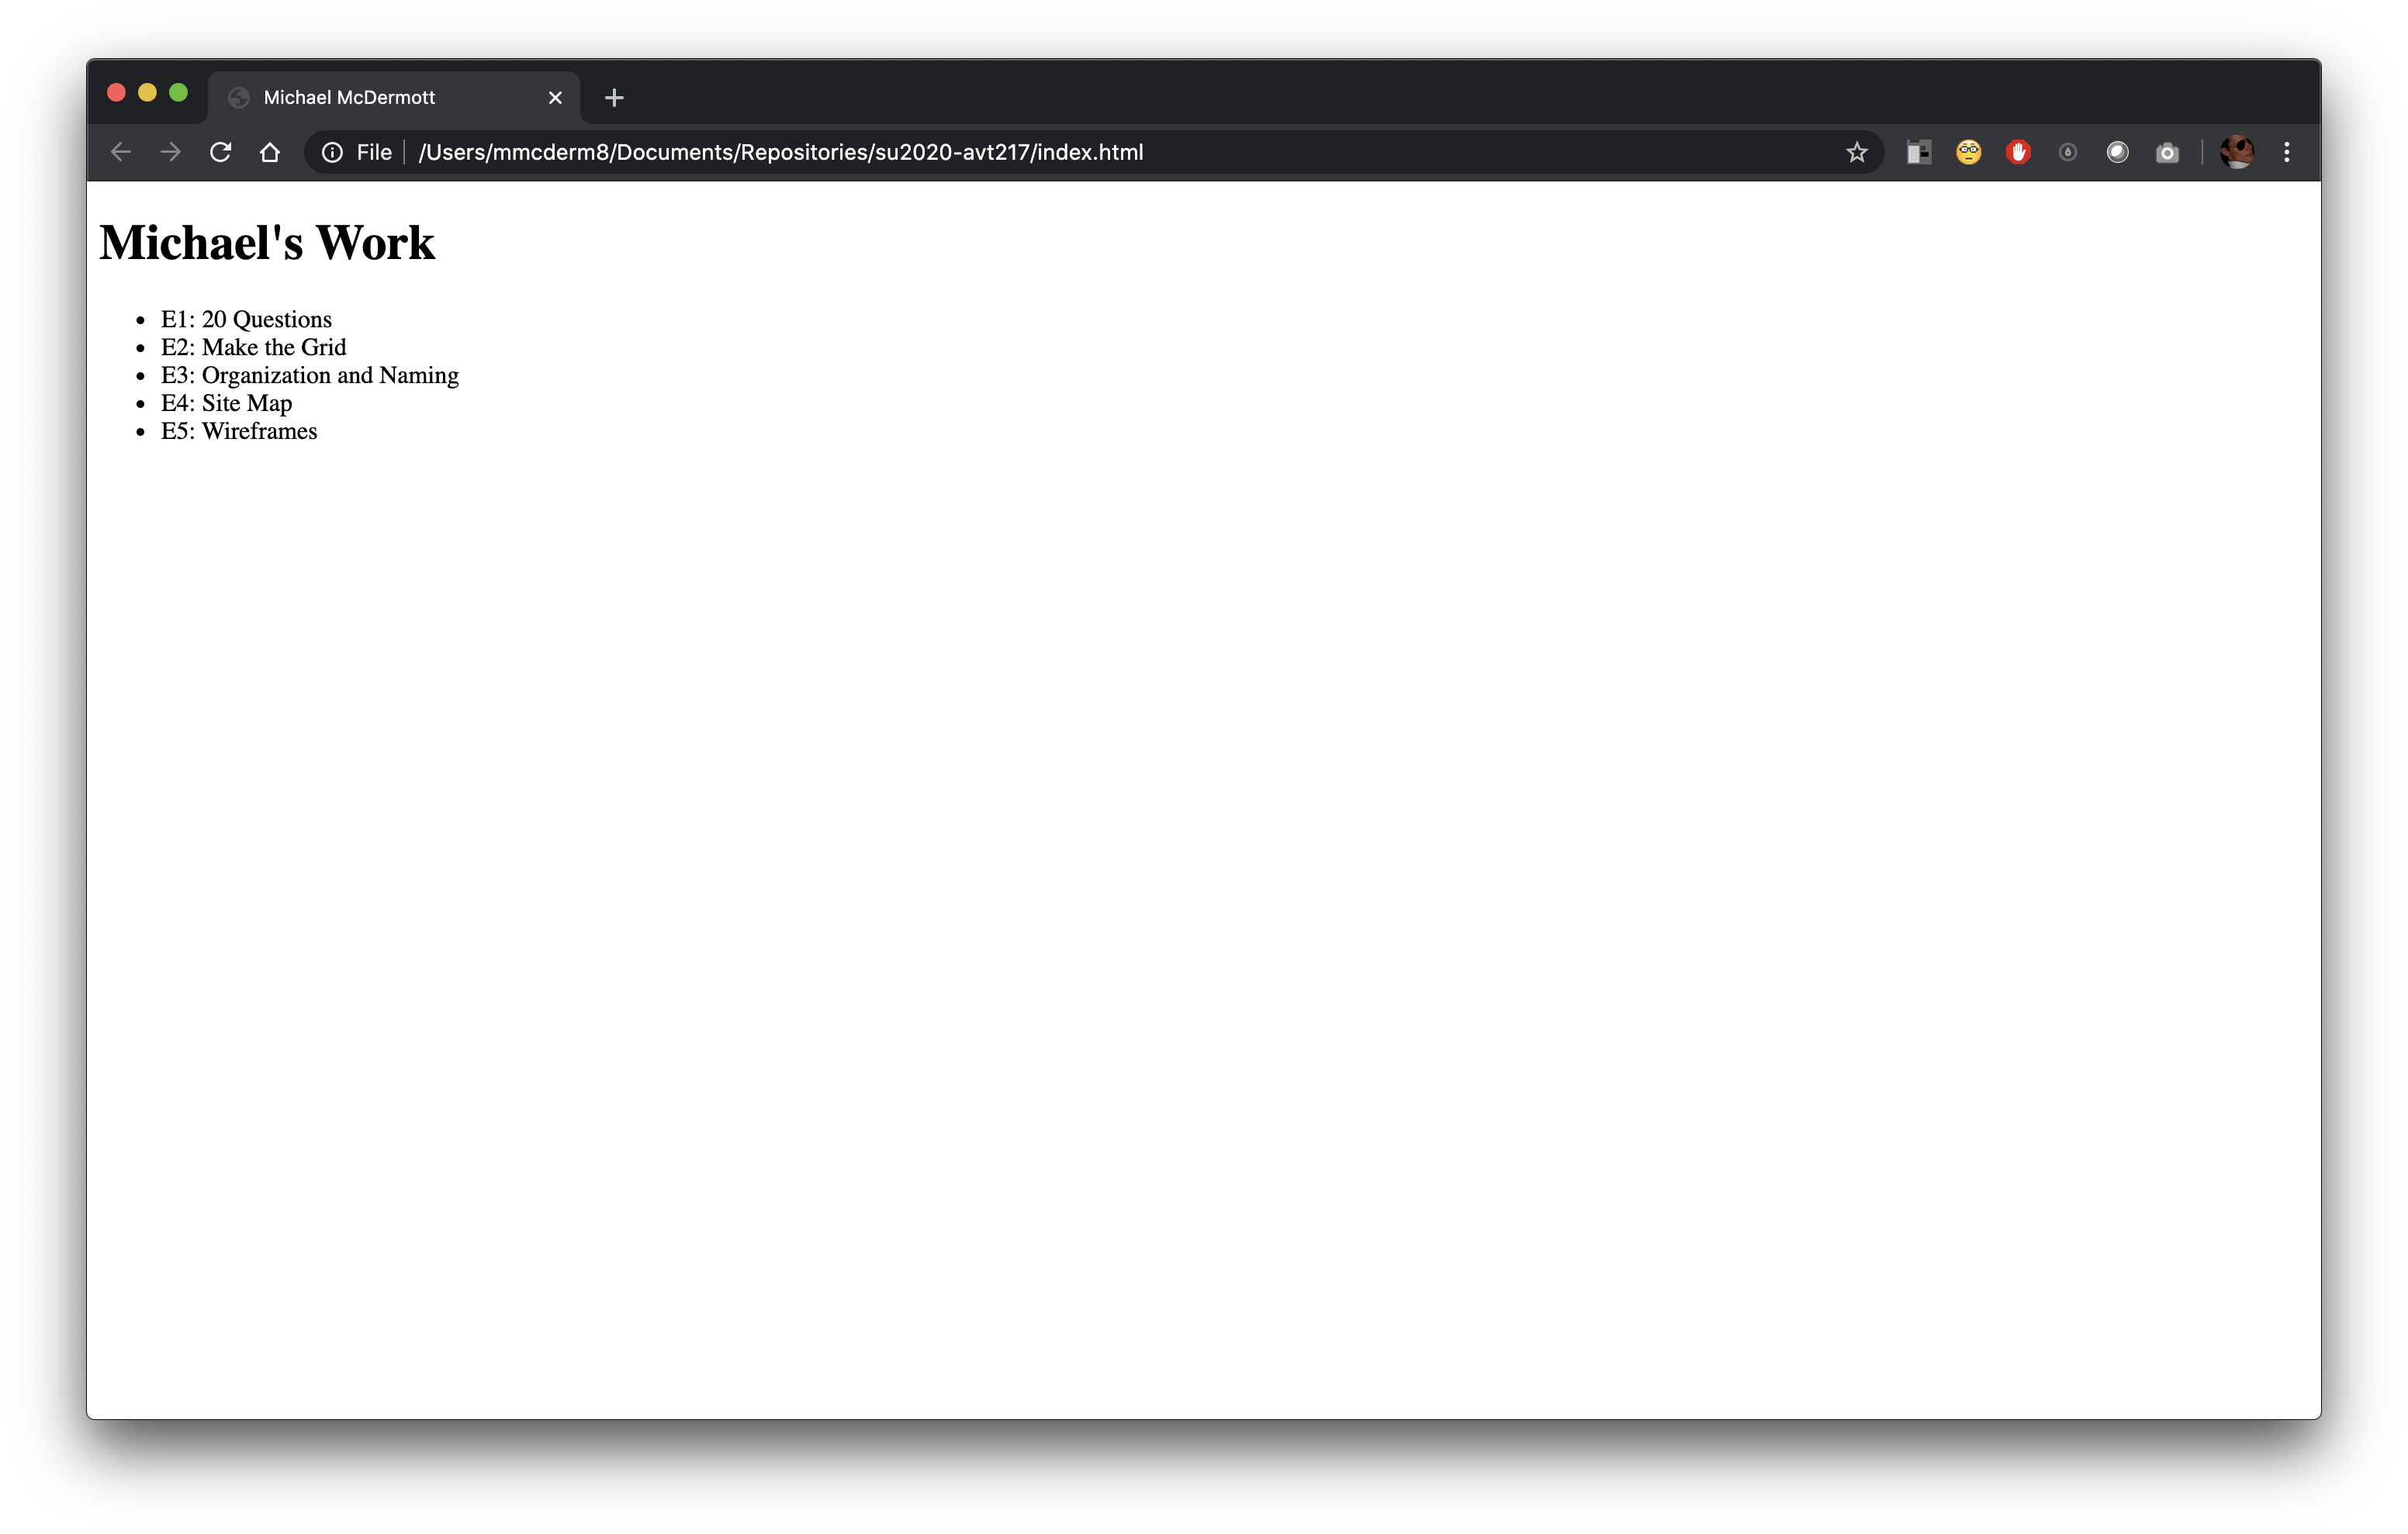 Michael McDermott
File /Users/mmcderm8/Documents/Repositories/su2020-avt217/index.html
Michael's Work
E1: 20 Questions
E2: Make the Grid
E3: Organization and Naming
E4: Site Map
E5: Wireframes